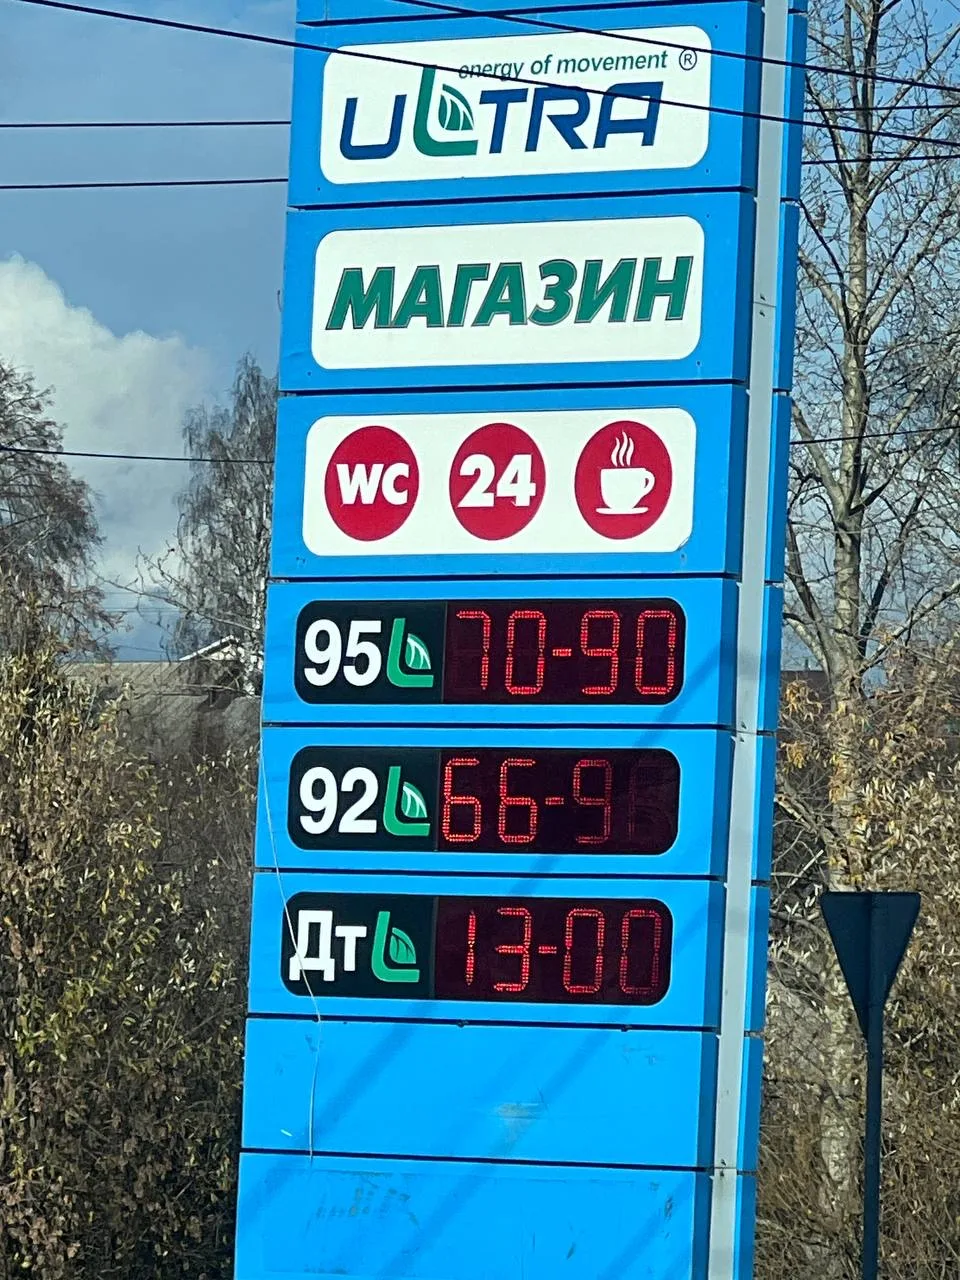 energy of movement ®
ULTRA
МАГАЗИН
WC 24
95 70-90
92 66-9
Дт 13-00